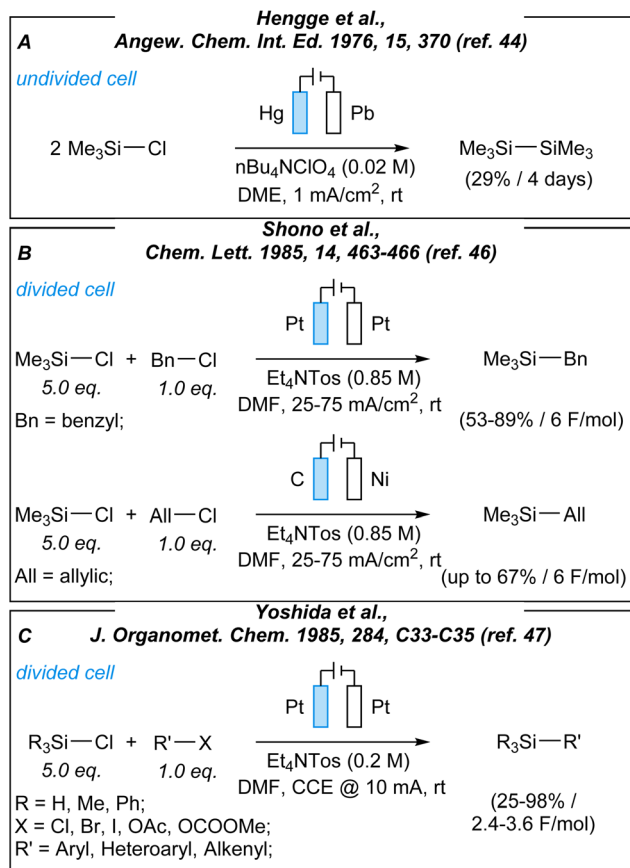 Hengge et al.,
A Angew. Chem. Int. Ed. 1976, 15, 370 (ref. 44)
undivided cell
Hg Pb
2 Me₃Si—Cl
nBu₄NClO₄ (0.02 M)
DME, 1 mA/cm², rt
Me₃Si—SiMe₃
(29% / 4 days)
Shono et al.,
B Chem. Lett. 1985, 14, 463-466 (ref. 46)
divided cell
Pt Pt
Me₃Si—Cl + Bn—Cl
5.0 eq. 1.0 eq.
Bn = benzyl;
Et₄NTos (0.85 M)
DMF, 25-75 mA/cm², rt
Me₃Si—Bn
(53-89% / 6 F/mol)
C Ni
Me₃Si—Cl + All—Cl
5.0 eq. 1.0 eq.
All = allylic;
Et₄NTos (0.85 M)
DMF, 25-75 mA/cm², rt
Me₃Si—All
(up to 67% / 6 F/mol)
Yoshida et al.,
C J. Organomet. Chem. 1985, 284, C33-C35 (ref. 47)
divided cell
Pt Pt
R₃Si—Cl + R'—X
5.0 eq. 1.0 eq.
Et₄NTos (0.2 M)
DMF, CCE @ 10 mA, rt
R₃Si—R'
(25-98% /
2.4-3.6 F/mol)
R = H, Me, Ph;
X = Cl, Br, I, OAc, OCOOMe;
R' = Aryl, Heteroaryl, Alkenyl;